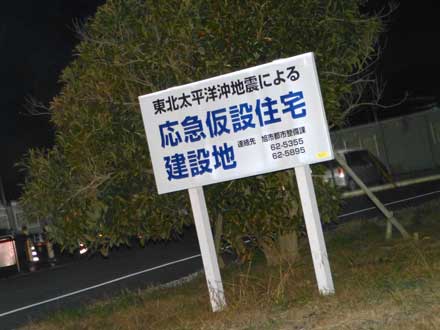 東北太平洋沖地震による
応急仮設住宅
建設地
連絡先 旭市都市整備課
62-5355
62-5895